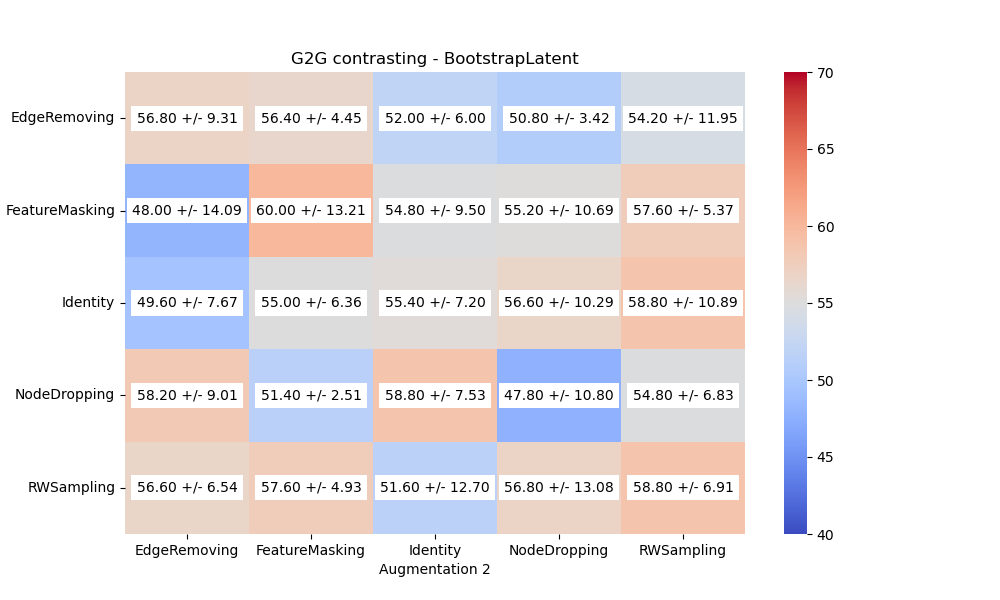 G2G contrasting - BootstrapLatent
EdgeRemoving 56.80 +/- 9.31 56.40 +/- 4.45 52.00 +/- 6.00 50.80 +/- 3.42 54.20 +/- 11.95
FeatureMasking 48.00 +/- 14.09 60.00 +/- 13.21 54.80 +/- 9.50 55.20 +/- 10.69 57.60 +/- 5.37
Identity 49.60 +/- 7.67 55.00 +/- 6.36 55.40 +/- 7.20 56.60 +/- 10.29 58.80 +/- 10.89
NodeDropping 58.20 +/- 9.01 51.40 +/- 2.51 58.80 +/- 7.53 47.80 +/- 10.80 54.80 +/- 6.83
RWSampling 56.60 +/- 6.54 57.60 +/- 4.93 51.60 +/- 12.70 56.80 +/- 13.08 58.80 +/- 6.91
EdgeRemoving FeatureMasking Identity NodeDropping RWSampling
Augmentation 2
70
65
60
55
50
45
40